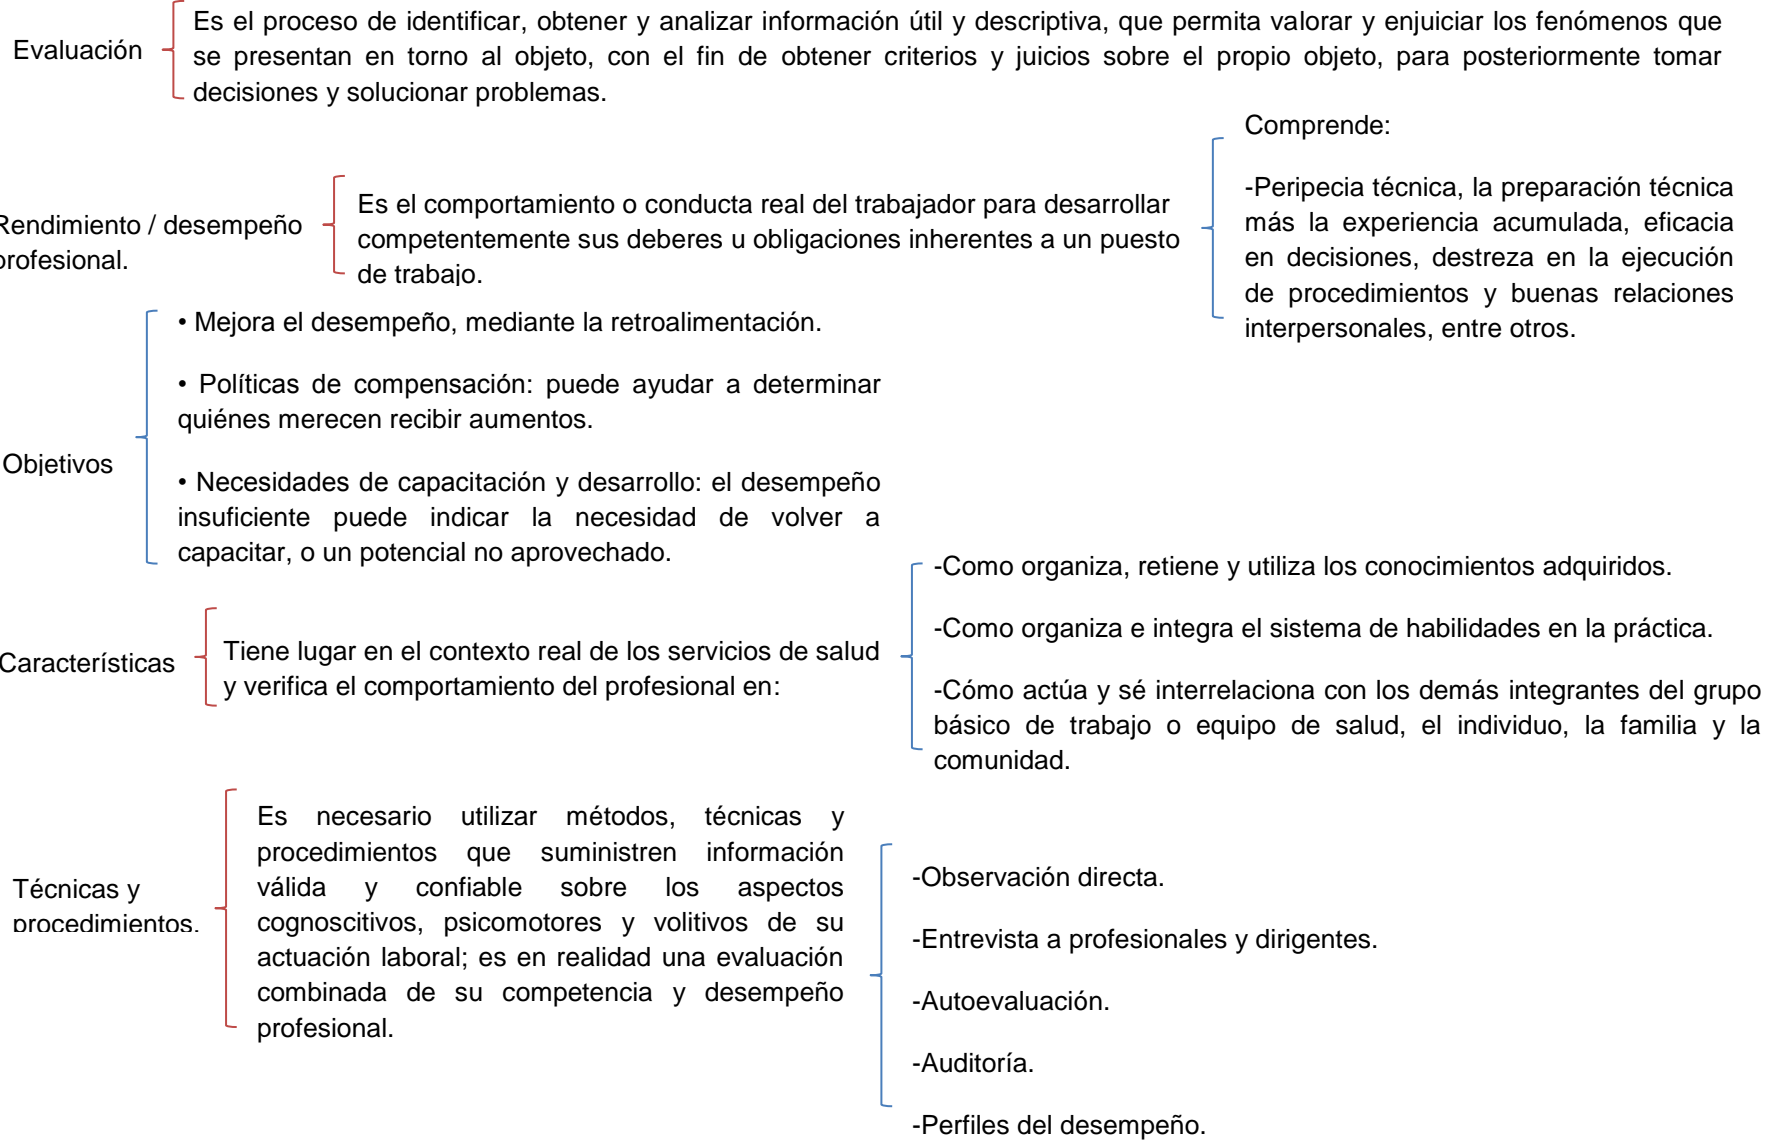 Evaluación
Es el proceso de identificar, obtener y analizar información útil y descriptiva, que permita valorar y enjuiciar los fenómenos que
se presentan en torno al objeto, con el fin de obtener criterios y juicios sobre el propio objeto, para posteriormente tomar
decisiones y solucionar problemas.
Rendimiento / desempeño
profesional.
Es el comportamiento o conducta real del trabajador para desarrollar
competentemente sus deberes u obligaciones inherentes a un puesto
de trabajo.
Comprende:
-Peripecia técnica, la preparación técnica
más la experiencia acumulada, eficacia
en decisiones, destreza en la ejecución
de procedimientos y buenas relaciones
interpersonales, entre otros.
Objetivos
• Mejora el desempeño, mediante la retroalimentación.
• Políticas de compensación: puede ayudar a determinar
quiénes merecen recibir aumentos.
• Necesidades de capacitación y desarrollo: el desempeño
insuficiente puede indicar la necesidad de volver a
capacitar, o un potencial no aprovechado.
Características
Tiene lugar en el contexto real de los servicios de salud
y verifica el comportamiento del profesional en:
-Como organiza, retiene y utiliza los conocimientos adquiridos.
-Como organiza e integra el sistema de habilidades en la práctica.
-Cómo actúa y sé interrelaciona con los demás integrantes del grupo
básico de trabajo o equipo de salud, el individuo, la familia y la
comunidad.
Técnicas y
procedimientos.
Es necesario utilizar métodos, técnicas y
procedimientos que suministren información
válida y confiable sobre los aspectos
cognoscitivos, psicomotores y volitivos de su
actuación laboral; es en realidad una evaluación
combinada de su competencia y desempeño
profesional.
-Observación directa.
-Entrevista a profesionales y dirigentes.
-Autoevaluación.
-Auditoría.
-Perfiles del desempeño.